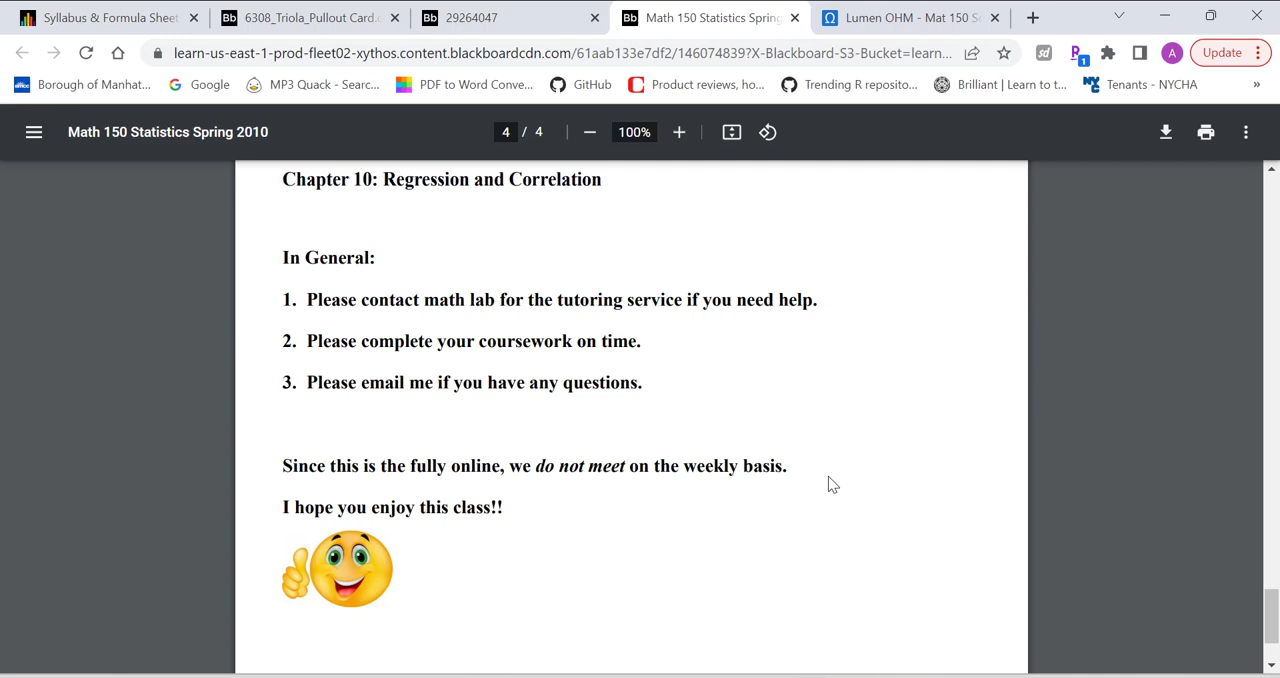 Syllabus & Formula Sheet
6308_Triola_Pullout Card.c
29264047
Math 150 Statistics Spring
Lumen OHM - Mat 150 S
learn-us-east-1-prod-fleet02-xythos.content.blackboardcdn.com/61aab133e7df2/146074839?X-Blackboard-S3-Bucket=learn...
Update
Borough of Manhat...
Google
MP3 Quack - Searc...
PDF to Word Conve...
GitHub
Product reviews, ho...
Trending R reposito...
Brilliant | Learn to t...
Tenants - NYCHA
»
Math 150 Statistics Spring 2010
4 / 4
100%
Chapter 10: Regression and Correlation
In General:
1. Please contact math lab for the tutoring service if you need help.
2. Please complete your coursework on time.
3. Please email me if you have any questions.
Since this is the fully online, we do not meet on the weekly basis.
I hope you enjoy this class!!